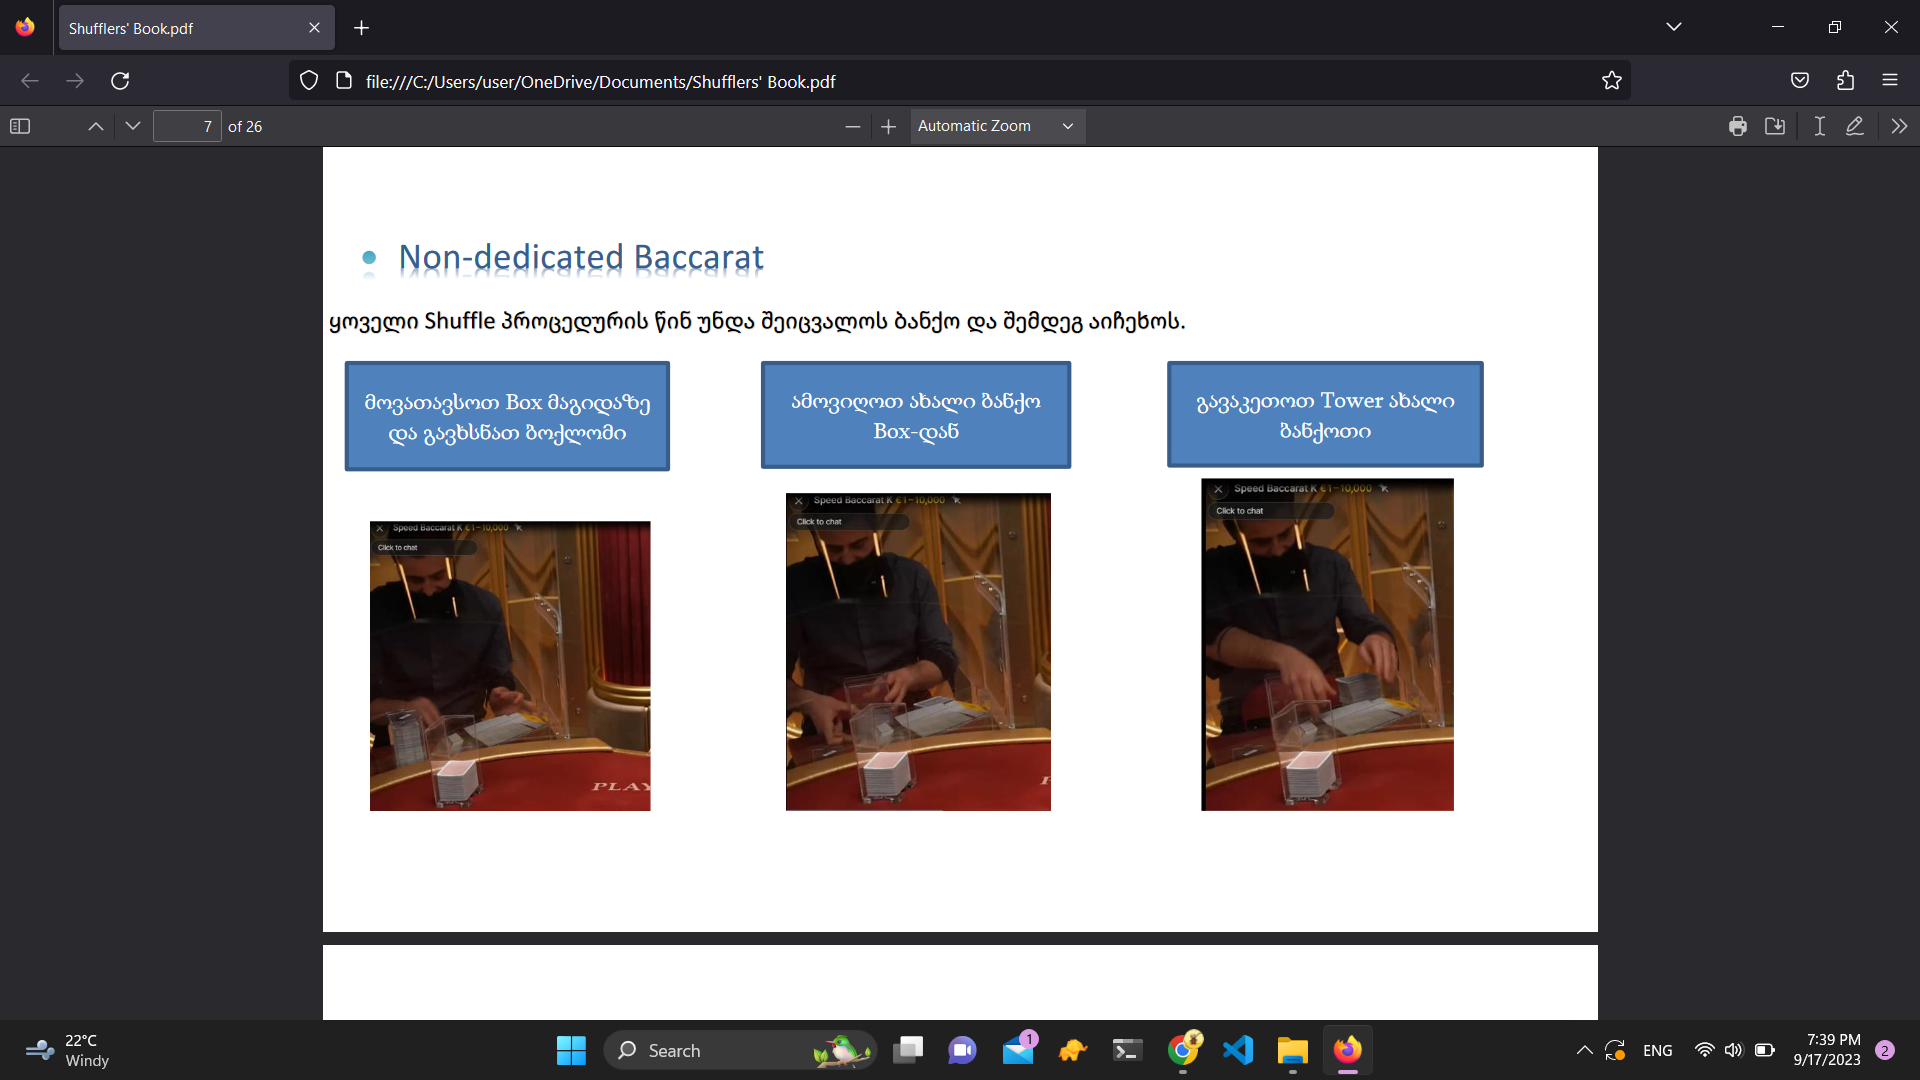 Shufflers' Book.pdf
file:///C:/Users/user/OneDrive/Documents/Shufflers' Book.pdf
7 of 26
Automatic Zoom
Non-dedicated Baccarat
ყოველი Shuffle პროცედურის წინ უნდა შეიცვალოს ბანქო და შემდეგ აიჩეხოს.
მოვათავსოთ Box მაგიდაზე
და გავხსნათ ბოქლომი
ამოვიღოთ ახალი ბანქო
Box-დან
გავაკეთოთ Tower ახალი
ბანქოთი
Speed Baccarat K €1–10,000
Click to chat
PLAY
Speed Baccarat K €1–10,000
Click to chat
Speed Baccarat K €1–10,000
Click to chat
22°C
Windy
Search
1
ENG
7:39 PM
9/17/2023
2